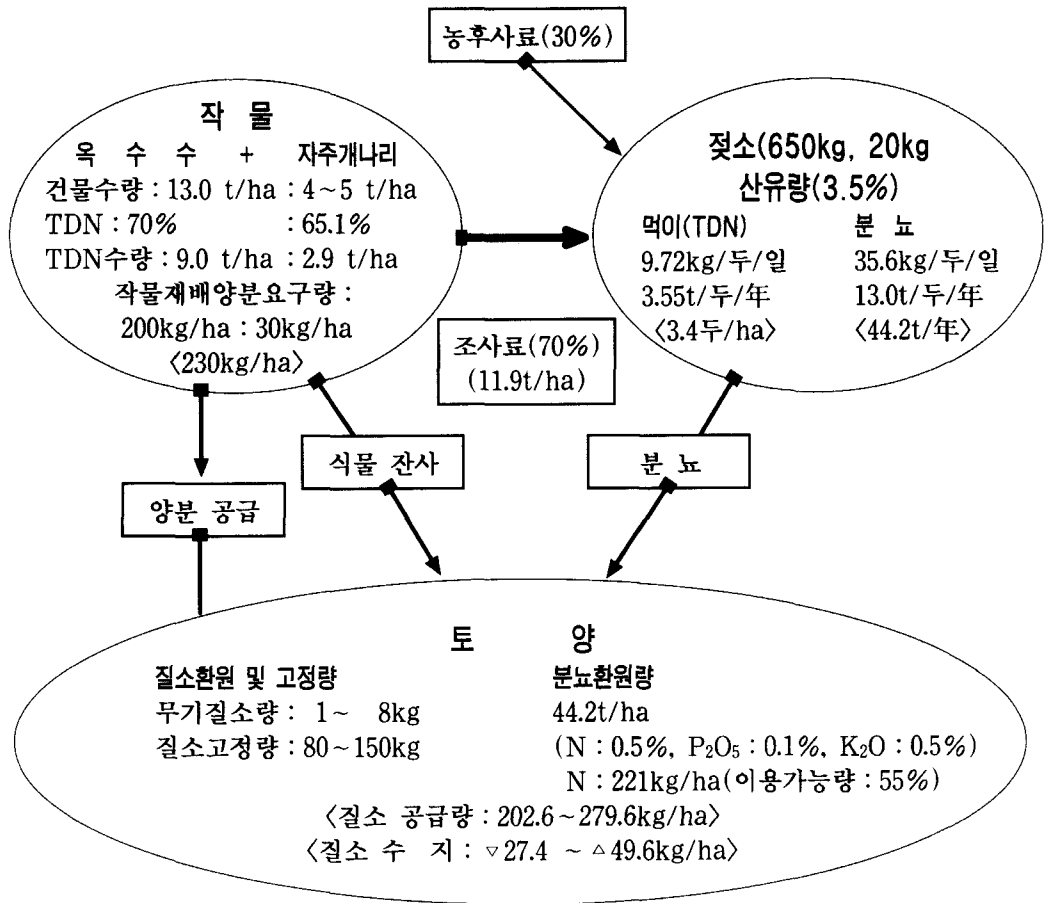 농후사료(30%)
작 물
옥 수 수 + 자주개나리
건물수량 : 13.0 t/ha : 4~5 t/ha
TDN : 70% : 65.1%
TDN수량 : 9.0 t/ha : 2.9 t/ha
작물재배양분요구량 :
200kg/ha : 30kg/ha
〈230kg/ha〉
젖소(650kg, 20kg
산유량(3.5%)
먹이(TDN) 분 뇨
9.72kg/두/일 35.6kg/두/일
3.55t/두/年 13.0t/두/年
〈3.4두/ha〉 〈44.2t/年〉
조사료(70%)
(11.9t/ha)
식물 잔사
분 뇨
양분 공급
토 양
질소환원 및 고정량 분뇨환원량
무기질소량 : 1~ 8kg 44.2t/ha
질소고정량 : 80~150kg (N : 0.5%, P₂O₅ : 0.1%, K₂O : 0.5%)
N : 221kg/ha(이용가능량 : 55%)
〈질소 공급량 : 202.6~279.6kg/ha〉
〈질소 수 지 : ▽27.4 ~ △49.6kg/ha〉